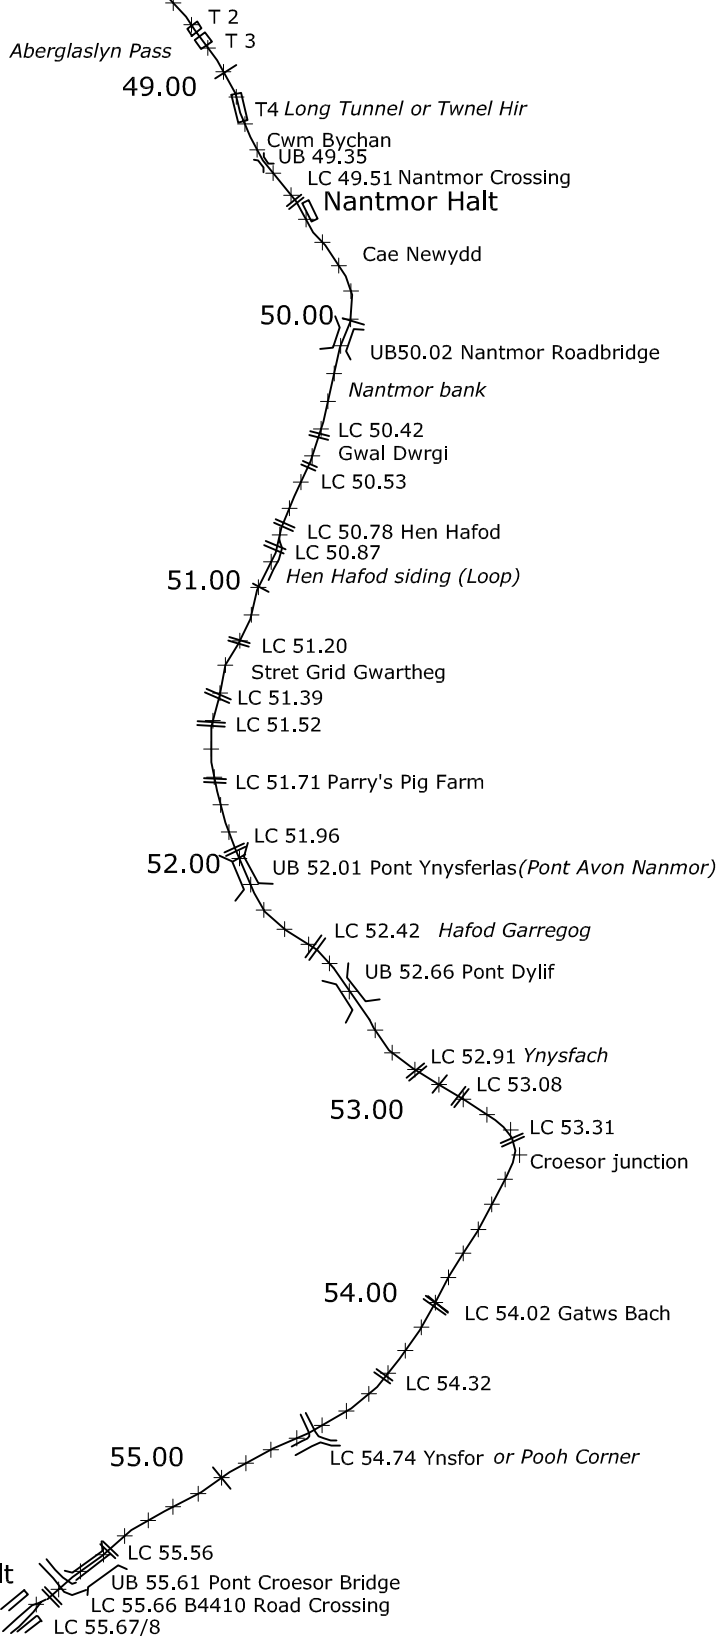 T 2
T 3
Aberglaslyn Pass
49.00
T4 Long Tunnel or Twnel Hir
Cwm Bychan
UB 49.35
LC 49.51 Nantmor Crossing
Nantmor Halt
Cae Newydd
50.00
UB50.02 Nantmor Roadbridge
Nantmor bank
LC 50.42
Gwal Dwrgi
LC 50.53
LC 50.78 Hen Hafod
LC 50.87
Hen Hafod siding (Loop)
51.00
LC 51.20
Stret Grid Gwartheg
LC 51.39
LC 51.52
LC 51.71 Parry's Pig Farm
LC 51.96
52.00
UB 52.01 Pont Ynysferlas(Pont Avon Nanmor)
LC 52.42 Hafod Garregog
UB 52.66 Pont Dylif
LC 52.91 Ynysfach
LC 53.08
53.00
LC 53.31
Croesor junction
54.00
LC 54.02 Gatws Bach
LC 54.32
55.00
LC 54.74 Ynsfor or Pooh Corner
LC 55.56
lt
UB 55.61 Pont Croesor Bridge
LC 55.66 B4410 Road Crossing
LC 55.67/8